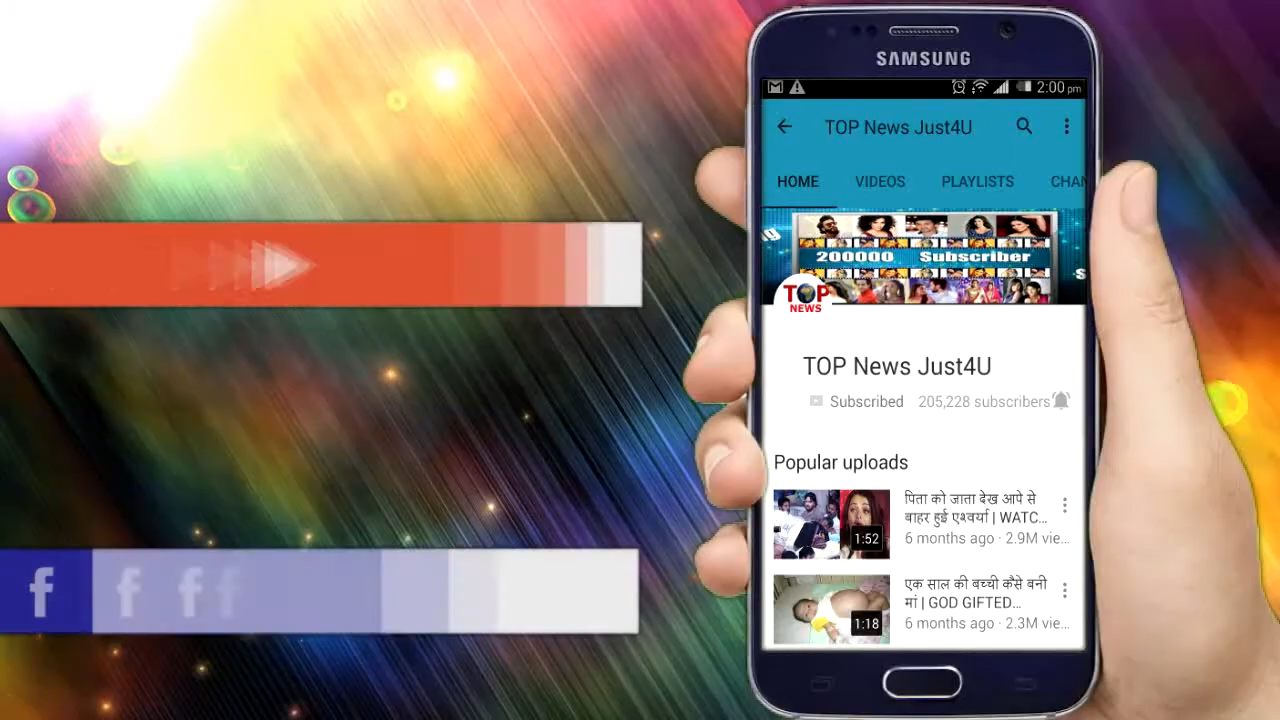 SAMSUNG
2:00 pm
TOP News Just4U
HOME VIDEOS PLAYLISTS CHAN
200000 Subscriber
TOP
NEWS
TOP News Just4U
Subscribed 205,228 subscribers
Popular uploads
पिता को जाता देख आपे से
बाहर हुई एश्वर्या | WATC...
6 months ago · 2.9M vie...
1:52
एक साल की बच्ची कैसे बनी
मां | GOD GIFTED...
6 months ago · 2.3M vie...
1:18
f f f f